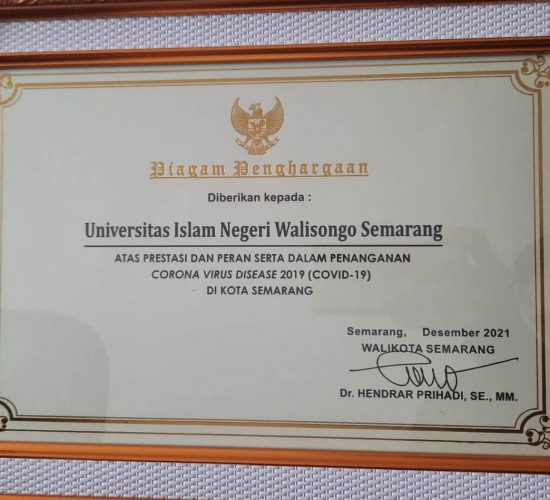 Piagam Penghargaan
Diberikan kepada :
Universitas Islam Negeri Walisongo Semarang
ATAS PRESTASI DAN PERAN SERTA DALAM PENANGANAN
CORONA VIRUS DISEASE 2019 (COVID-19)
DI KOTA SEMARANG
Semarang, Desember 2021
WALIKOTA SEMARANG
Dr. HENDRAR PRIHADI, SE., MM.